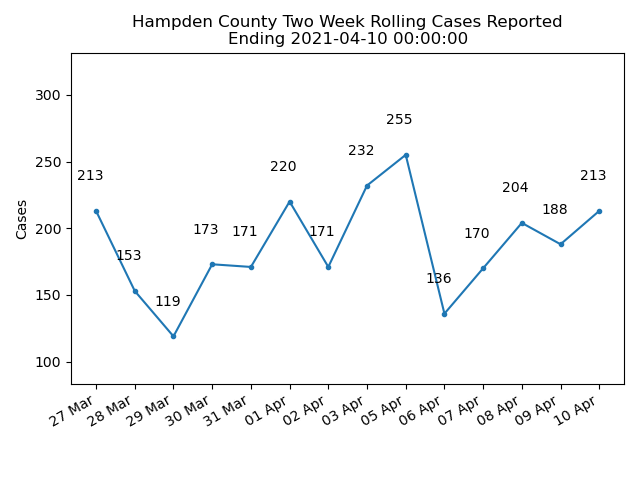 Hampden County Two Week Rolling Cases Reported
Ending 2021-04-10 00:00:00
Cases
300
250
200
150
100
213
153
119
173
171
220
171
232
255
136
170
204
188
213
27 Mar
28 Mar
29 Mar
30 Mar
31 Mar
01 Apr
02 Apr
03 Apr
05 Apr
06 Apr
07 Apr
08 Apr
09 Apr
10 Apr